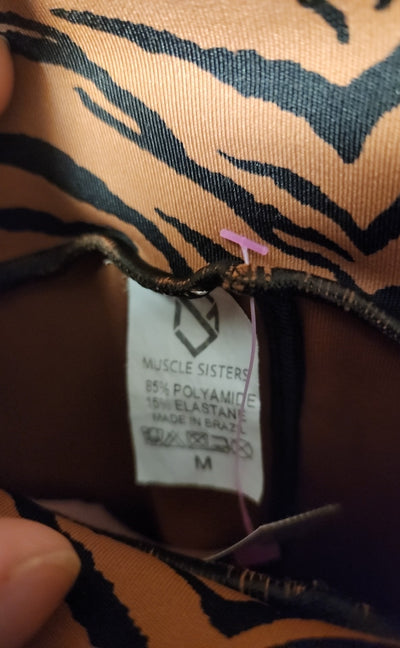 MUSCLE SISTERS
85% POLYAMIDE
15% ELASTANE
MADE IN BRAZIL
M